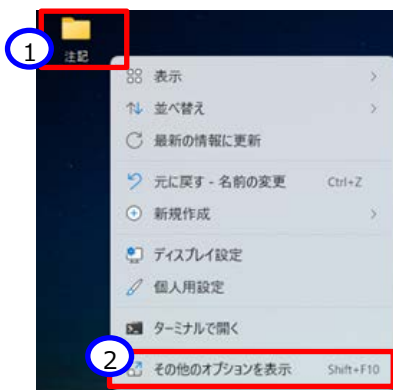 1
注記
表示
並べ替え
最新の情報に更新
元に戻す - 名前の変更 Ctrl+Z
新規作成
ディスプレイ設定
個人用設定
ターミナルで開く
2
その他のオプションを表示 Shift+F10